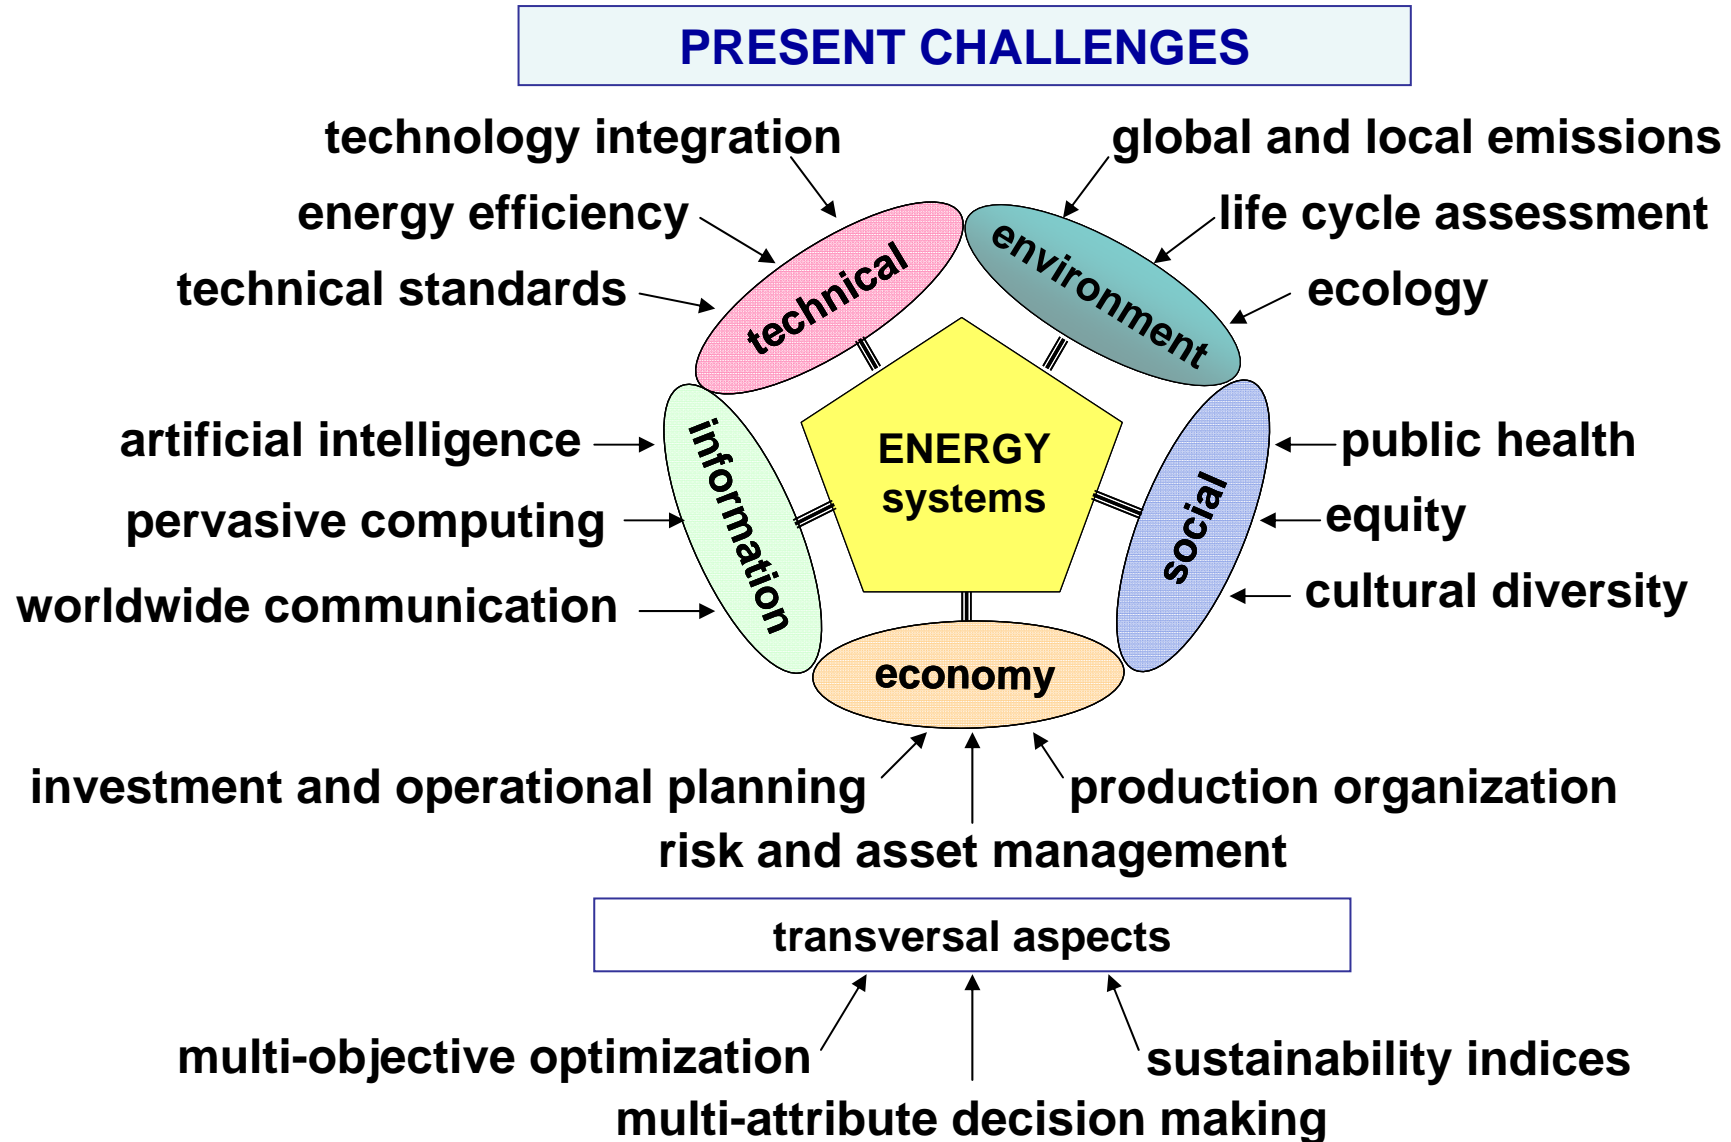 PRESENT CHALLENGES
technology integration
energy efficiency
technical standards
technical
global and local emissions
life cycle assessment
ecology
environment
artificial intelligence
pervasive computing
worldwide communication
information
ENERGY
systems
public health
equity
cultural diversity
social
economy
investment and operational planning
production organization
risk and asset management
transversal aspects
multi-objective optimization
sustainability indices
multi-attribute decision making